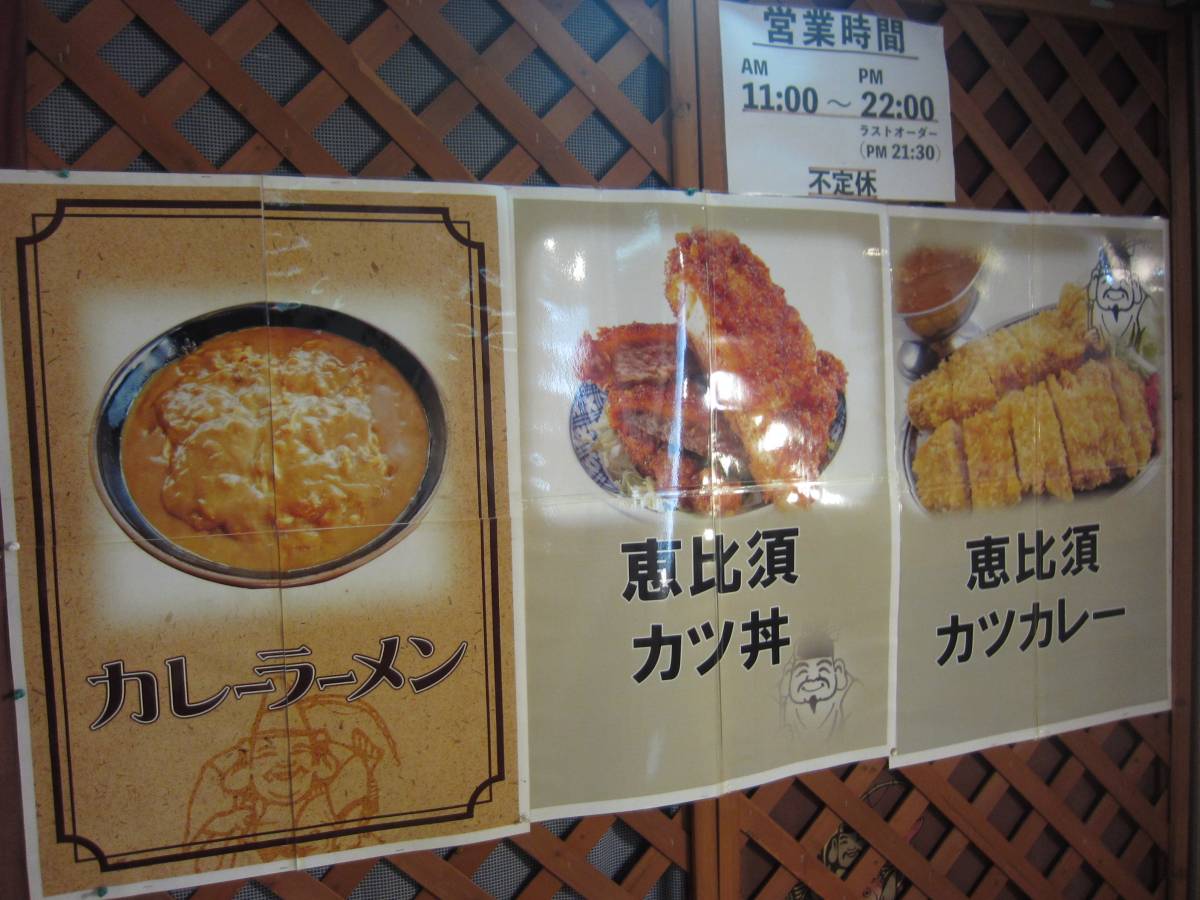 営業時間
AM PM
11:00 ～ 22:00
ラストオーダー
(PM 21:30)
不定休
カレーラーメン
恵比須
カツ丼
恵比須
カツカレー